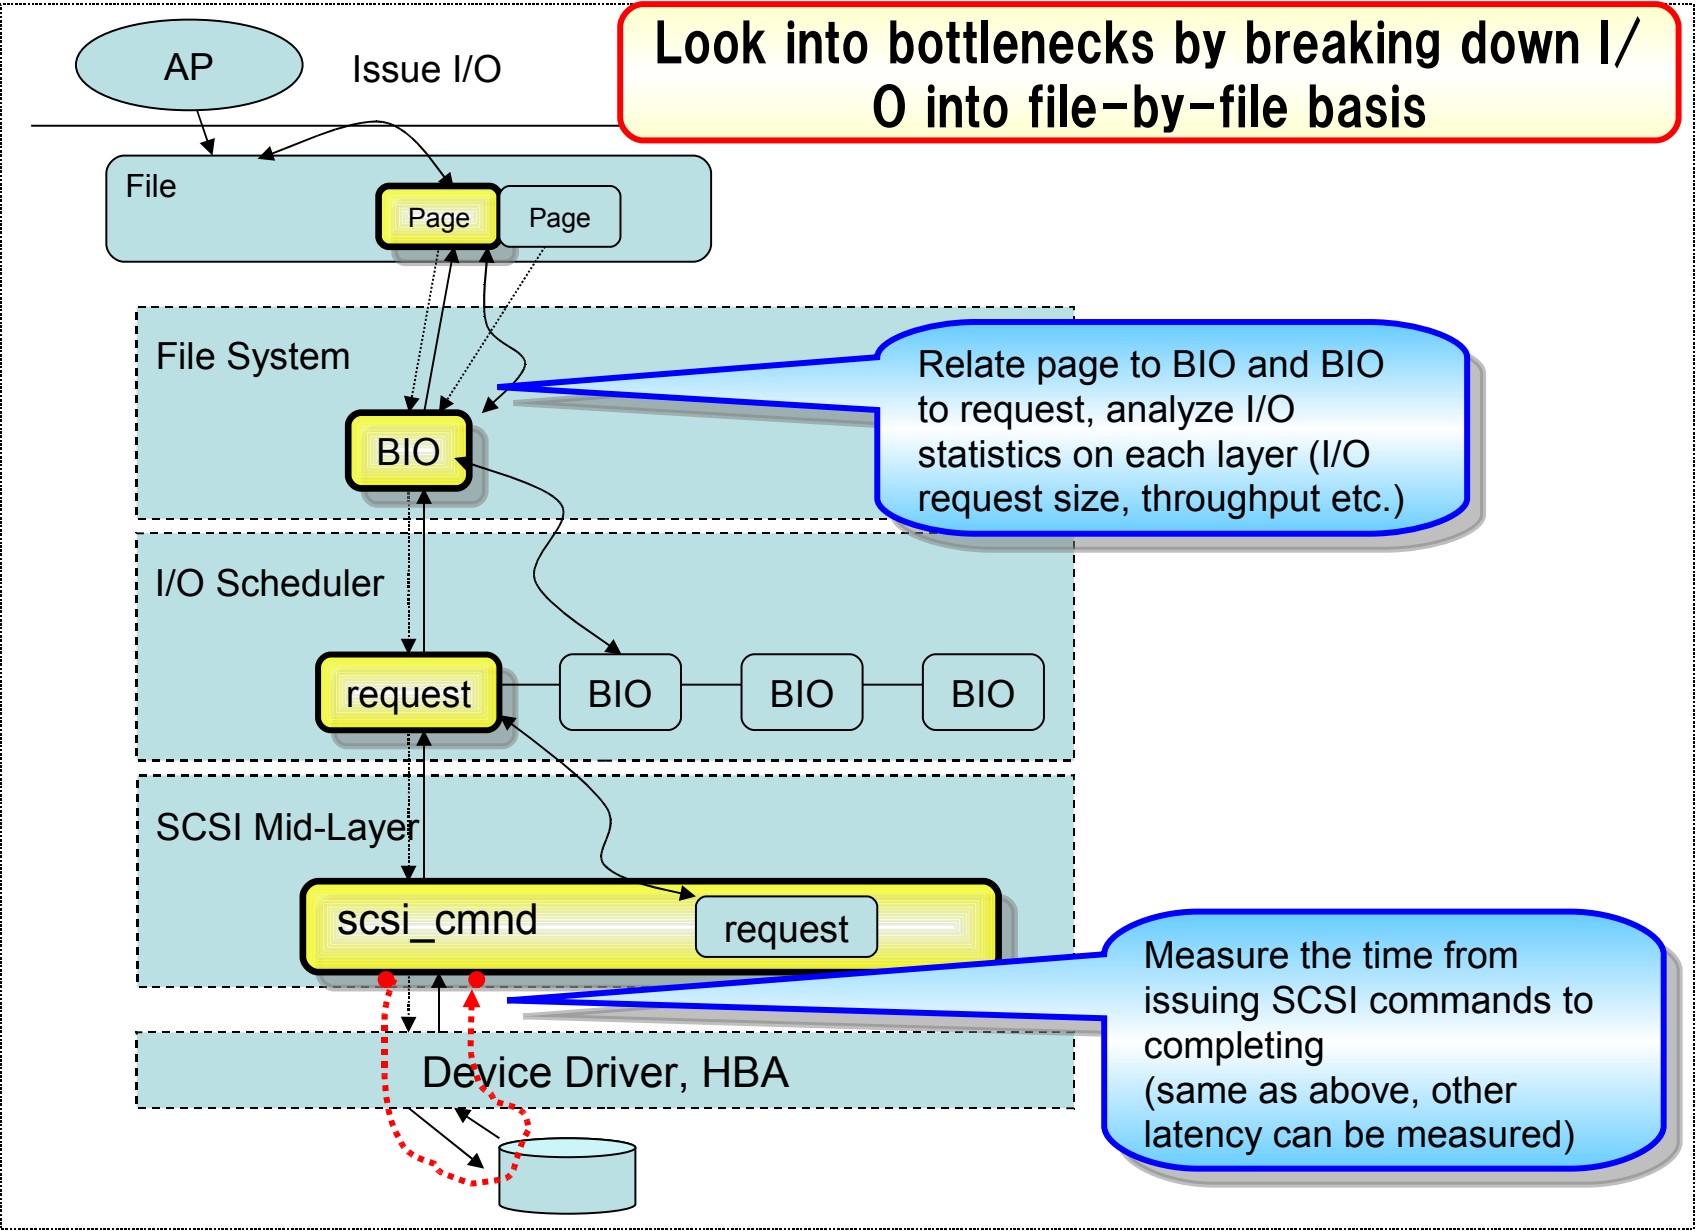 AP
Issue I/O
Look into bottlenecks by breaking down I/
O into file-by-file basis
File
Page
Page
File System
Relate page to BIO and BIO
to request, analyze I/O
statistics on each layer (I/O
request size, throughput etc.)
BIO
I/O Scheduler
request
BIO
BIO
BIO
SCSI Mid-Layer
scsi_cmnd
request
Measure the time from
issuing SCSI commands to
completing
(same as above, other
latency can be measured)
Device Driver, HBA